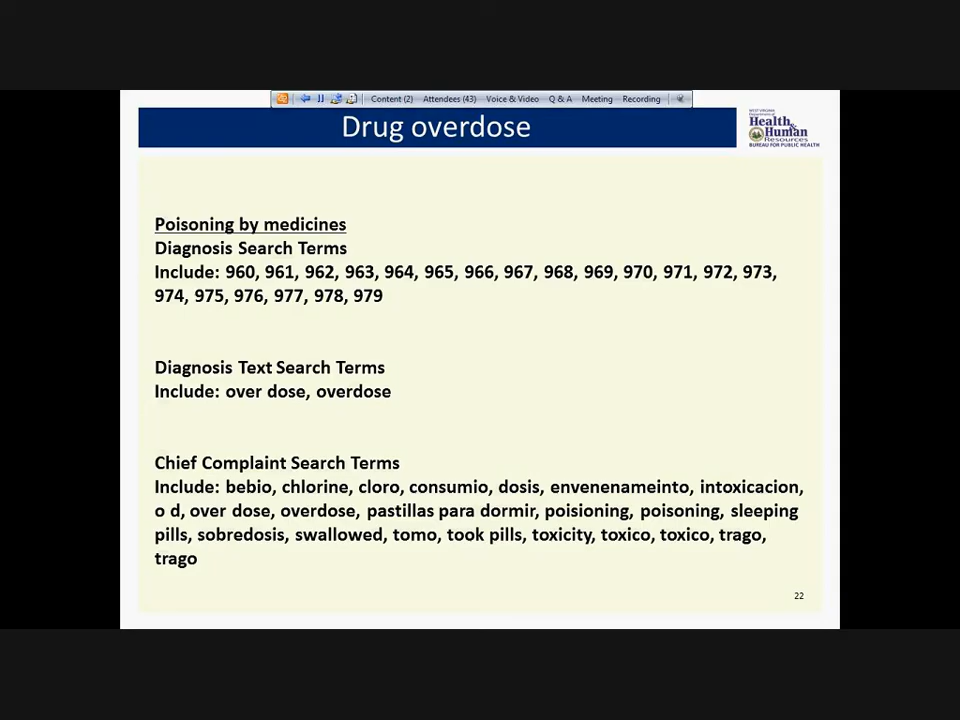 Content (2) Attendees (43) Voice & Video Q & A Meeting Recording
Drug overdose
WEST VIRGINIA
Department of
Health &
Human
Resources
BUREAU FOR PUBLIC HEALTH
Poisoning by medicines
Diagnosis Search Terms
Include: 960, 961, 962, 963, 964, 965, 966, 967, 968, 969, 970, 971, 972, 973,
974, 975, 976, 977, 978, 979
Diagnosis Text Search Terms
Include: over dose, overdose
Chief Complaint Search Terms
Include: bebio, chlorine, cloro, consumio, dosis, envenenameinto, intoxicacion,
o d, over dose, overdose, pastillas para dormir, poisioning, poisoning, sleeping
pills, sobredosis, swallowed, tomo, took pills, toxicity, toxico, toxico, trago,
trago
22